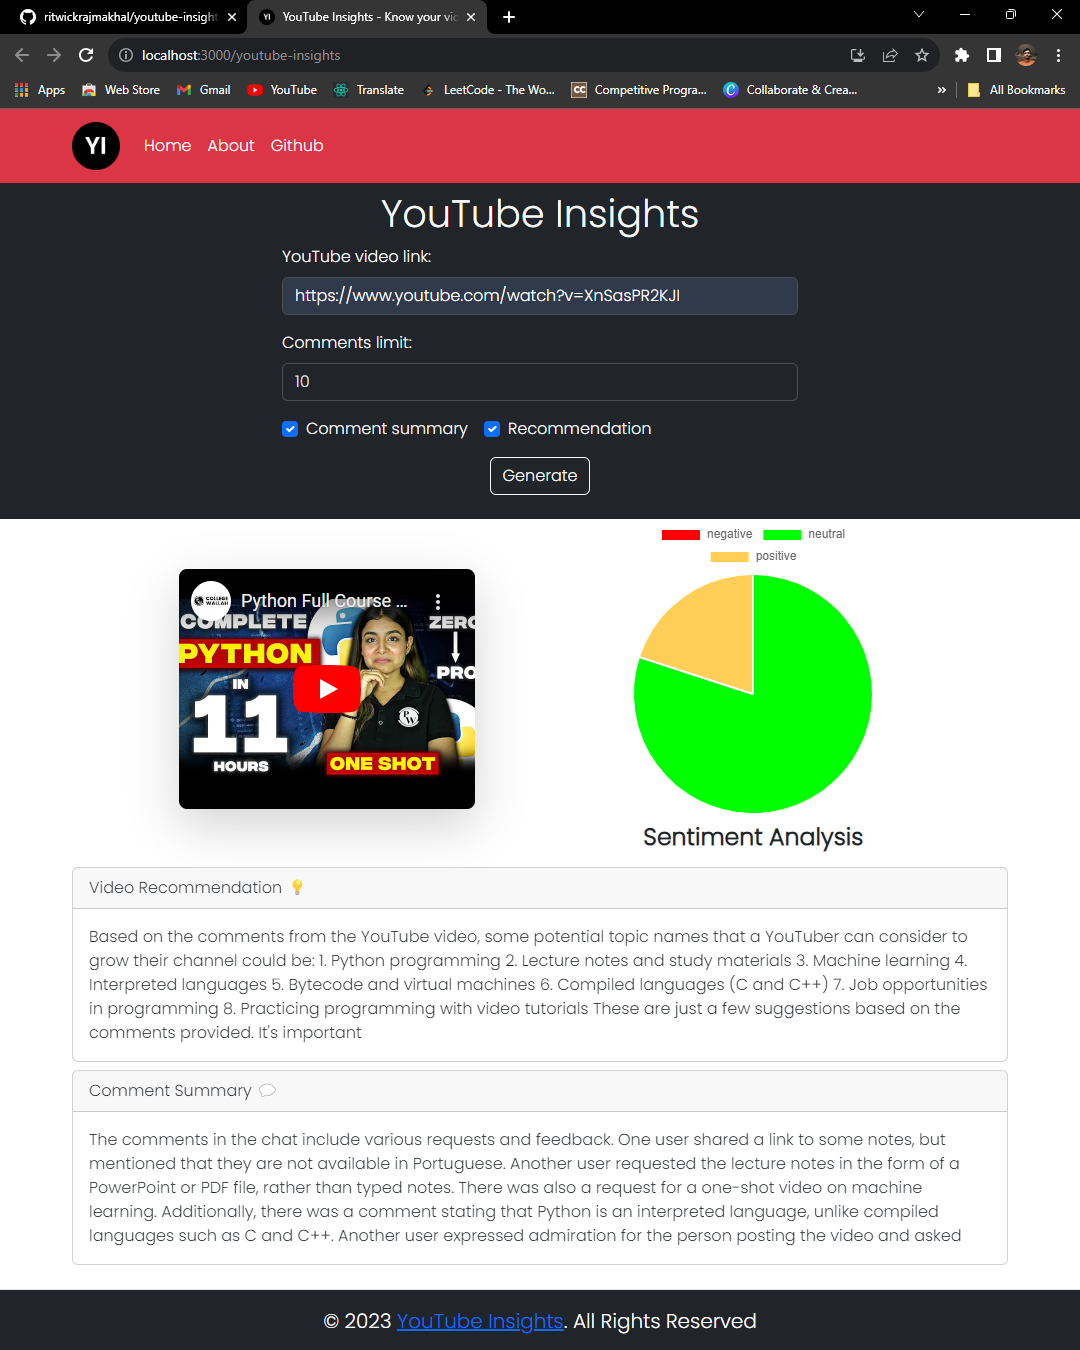 ritwickrajmakhal/youtube-insight
YouTube Insights - Know your vid
localhost:3000/youtube-insights
Apps
Web Store
Gmail
YouTube
Translate
LeetCode - The Wo...
CC
Competitive Progra...
Collaborate & Crea...
»
All Bookmarks
YI
Home
About
Github
YouTube Insights
YouTube video link:
https://www.youtube.com/watch?v=XnSasPR2KJI
Comments limit:
10
Comment summary
Recommendation
Generate
negative
neutral
positive
COLLEGE
WALLAH
Python Full Course ...
COMPLETE
PYTHON
IN
11
HOURS
ZERO
PRO
PW
ONE SHOT
Sentiment Analysis
Video Recommendation 💡
Based on the comments from the YouTube video, some potential topic names that a YouTuber can consider to
grow their channel could be: 1. Python programming 2. Lecture notes and study materials 3. Machine learning 4.
Interpreted languages 5. Bytecode and virtual machines 6. Compiled languages (C and C++) 7. Job opportunities
in programming 8. Practicing programming with video tutorials These are just a few suggestions based on the
comments provided. It's important
Comment Summary 💬
The comments in the chat include various requests and feedback. One user shared a link to some notes, but
mentioned that they are not available in Portuguese. Another user requested the lecture notes in the form of a
PowerPoint or PDF file, rather than typed notes. There was also a request for a one-shot video on machine
learning. Additionally, there was a comment stating that Python is an interpreted language, unlike compiled
languages such as C and C++. Another user expressed admiration for the person posting the video and asked
© 2023 YouTube Insights. All Rights Reserved